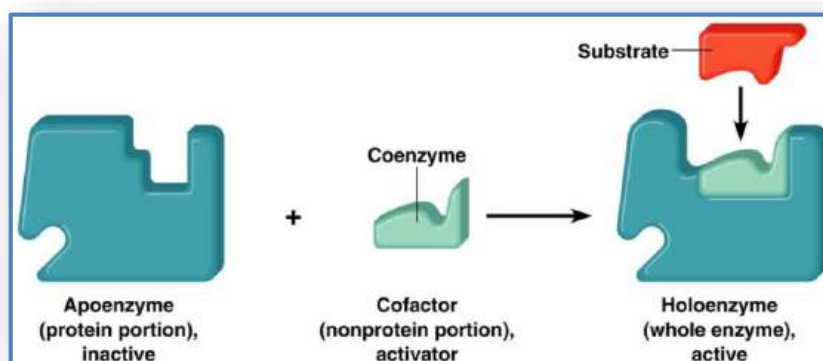 Substrate
Coenzyme
+
Apoenzyme
(protein portion),
inactive
Cofactor
(nonprotein portion),
activator
Holoenzyme
(whole enzyme),
active